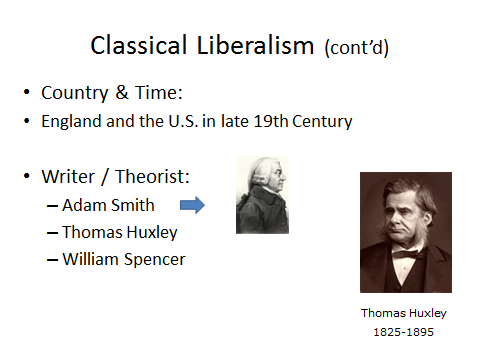 Classical Liberalism (cont’d)
• Country & Time:
• England and the U.S. in late 19th Century
• Writer / Theorist:
– Adam Smith
– Thomas Huxley
– William Spencer
Thomas Huxley
1825-1895